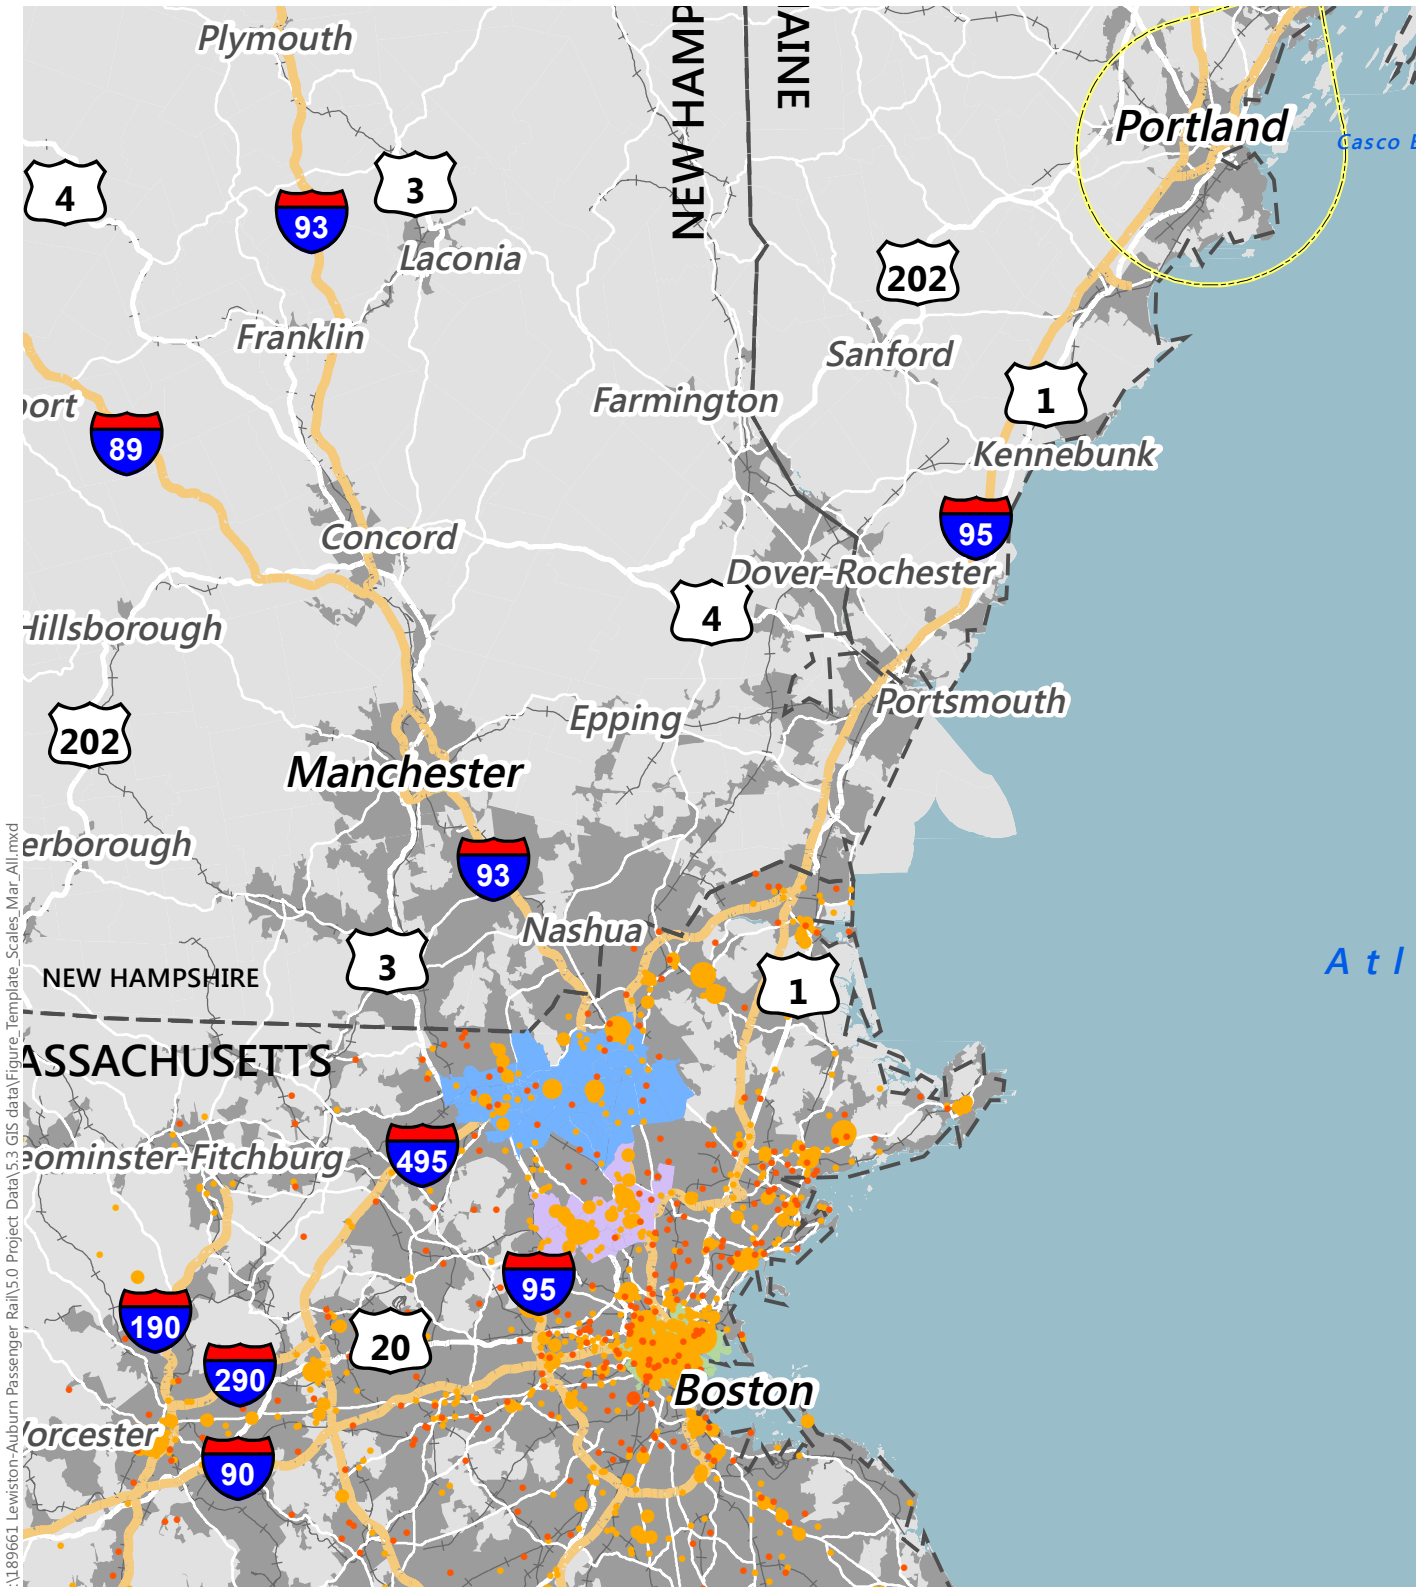 Plymouth
NEW HAMP
AINE
Portland
Casco B
4
93
3
Laconia
202
Franklin
Sanford
Farmington
1
ort
89
Kennebunk
95
Concord
Dover-Rochester
4
Hillsborough
Portsmouth
Epping
202
Manchester
erborough
93
Nashua
3
Atl
NEW HAMPSHIRE
1
ASSACHUSETTS
eominster-Fitchburg
495
95
190
20
290
Boston
orcester
90
:\189661 Lewiston-Auburn Passenger Rail\5.0 Project Data\5.3 GIS data\Figure_Template_Scales_Mar_All.mxd